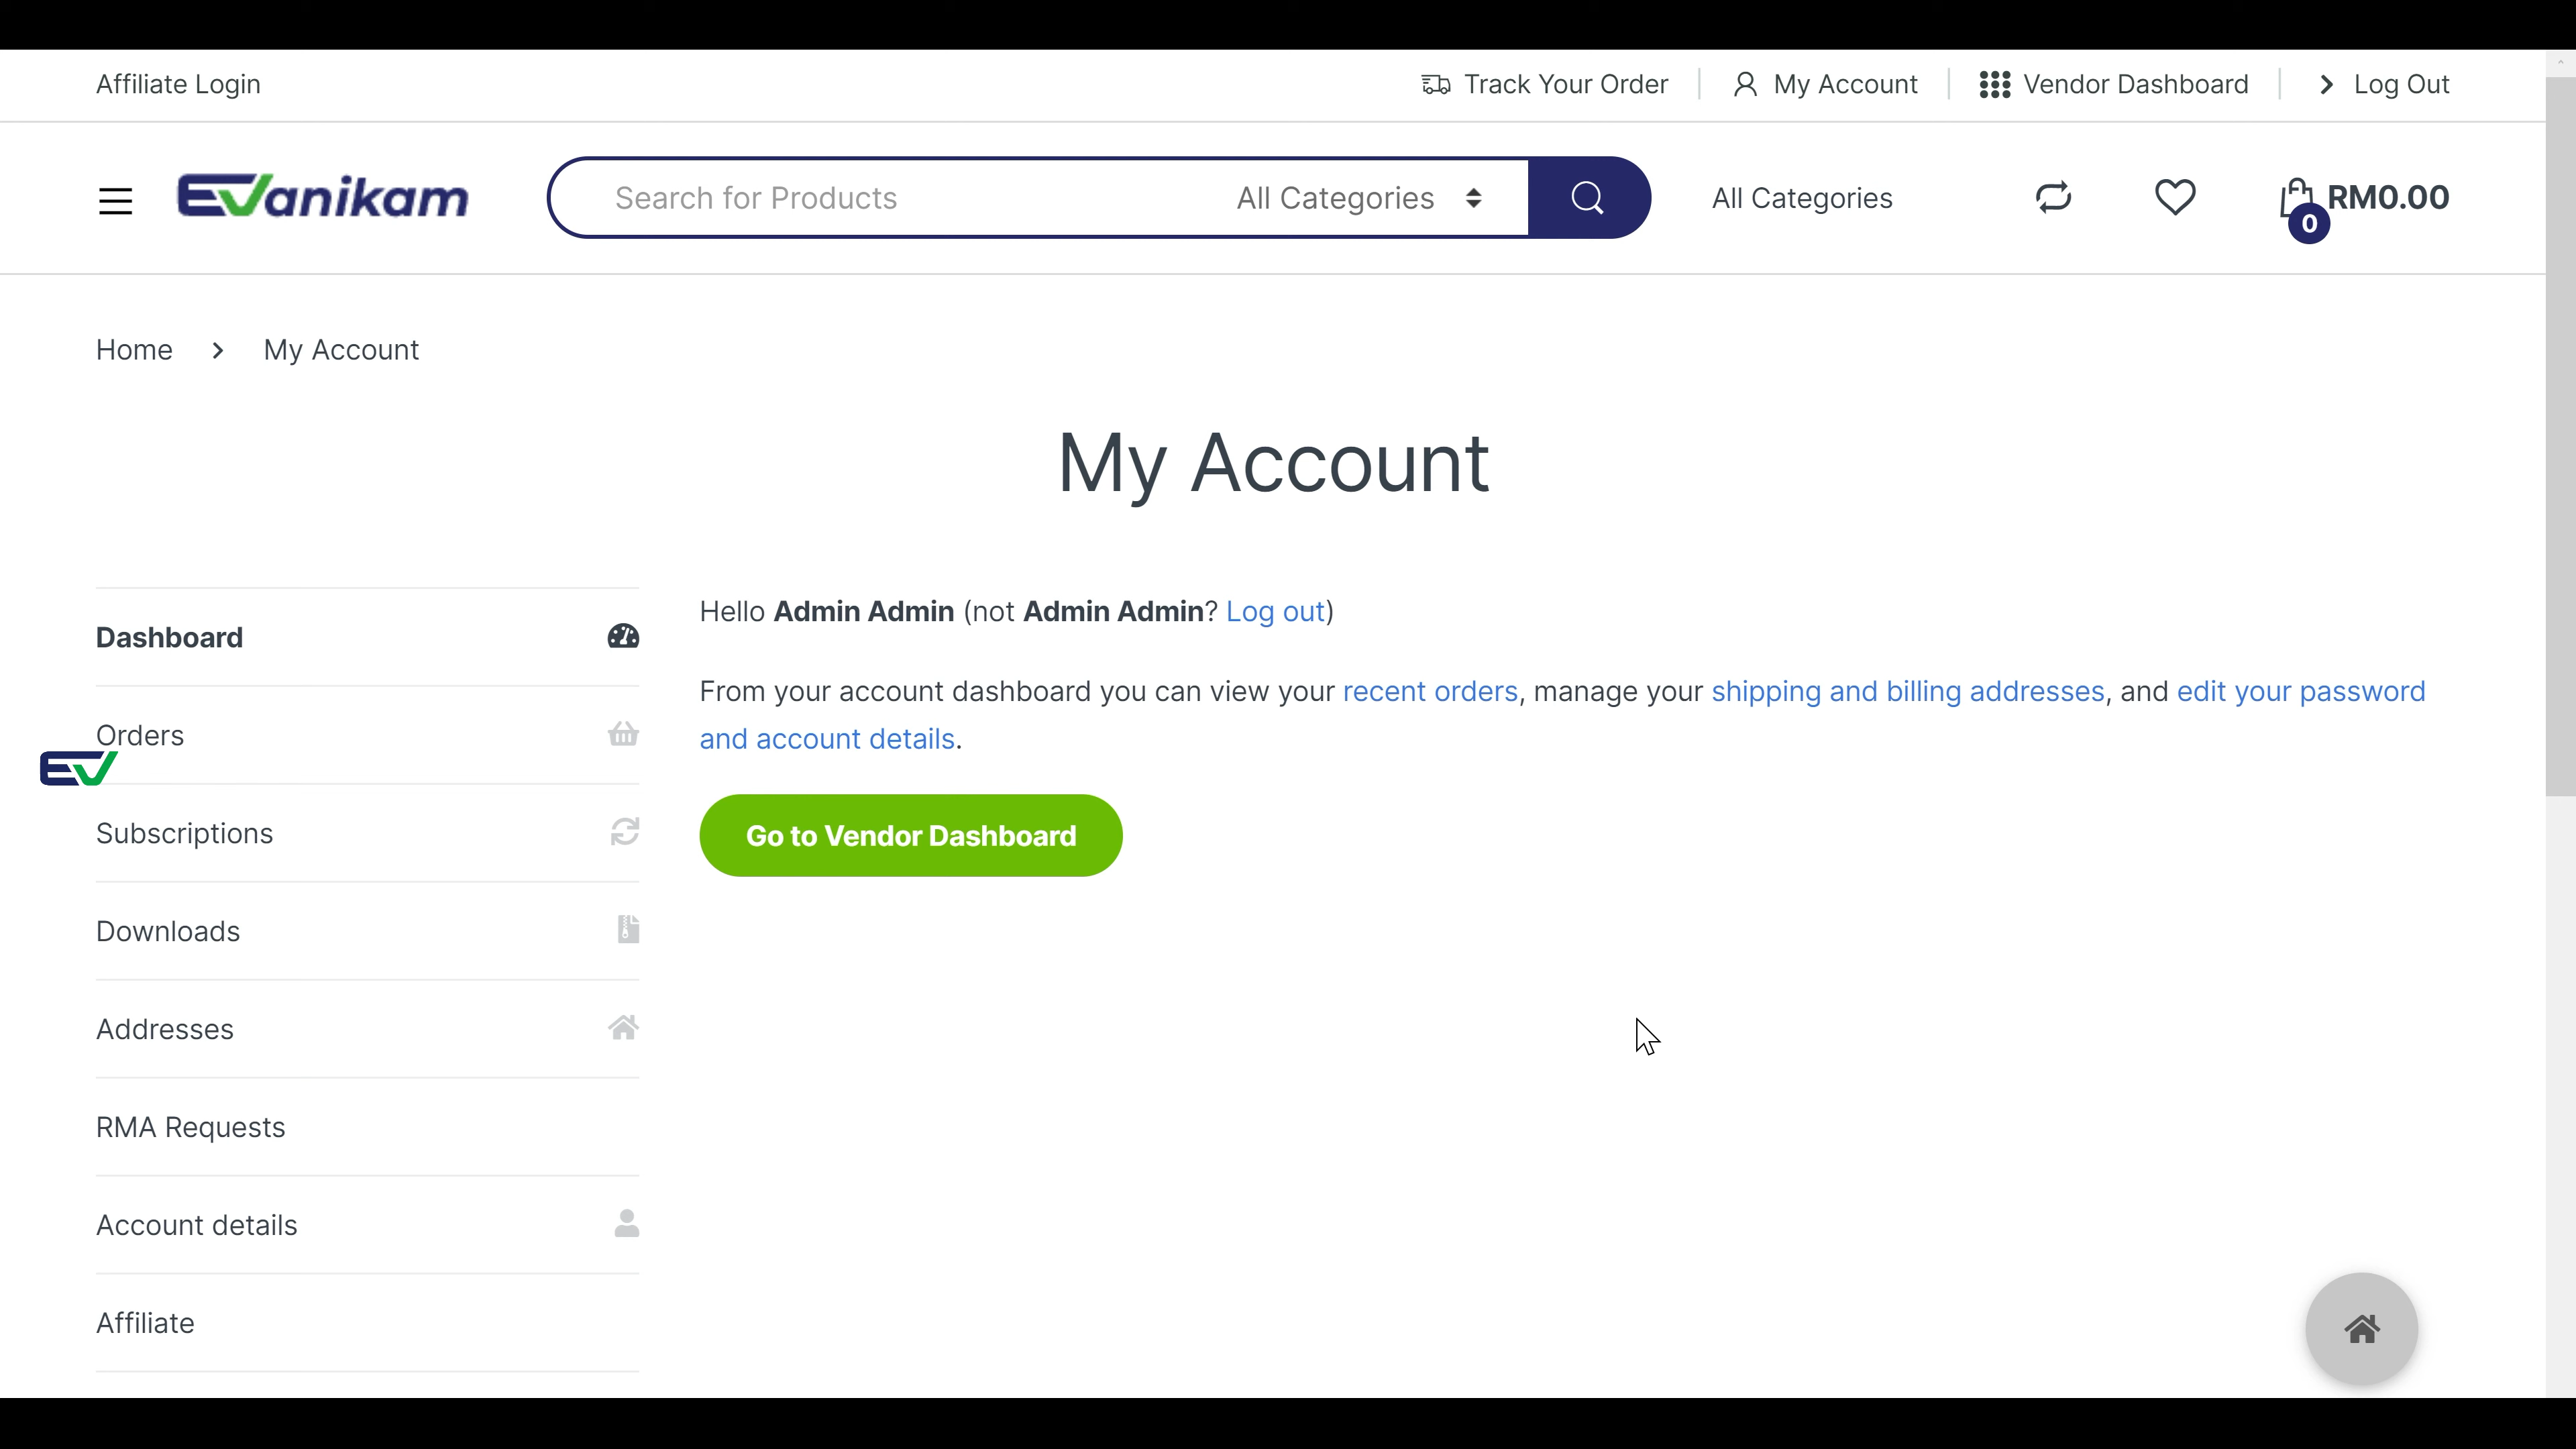 Affiliate Login
Track Your Order
My Account
Vendor Dashboard
Log Out
EVanikam
Search for Products
All Categories
All Categories
RM0.00
0
Home
My Account
My Account
Hello Admin Admin (not Admin Admin? Log out)
From your account dashboard you can view your recent orders, manage your shipping and billing addresses, and edit your password
and account details.
Go to Vendor Dashboard
Dashboard
Orders
EV
Subscriptions
Downloads
Addresses
RMA Requests
Account details
Affiliate